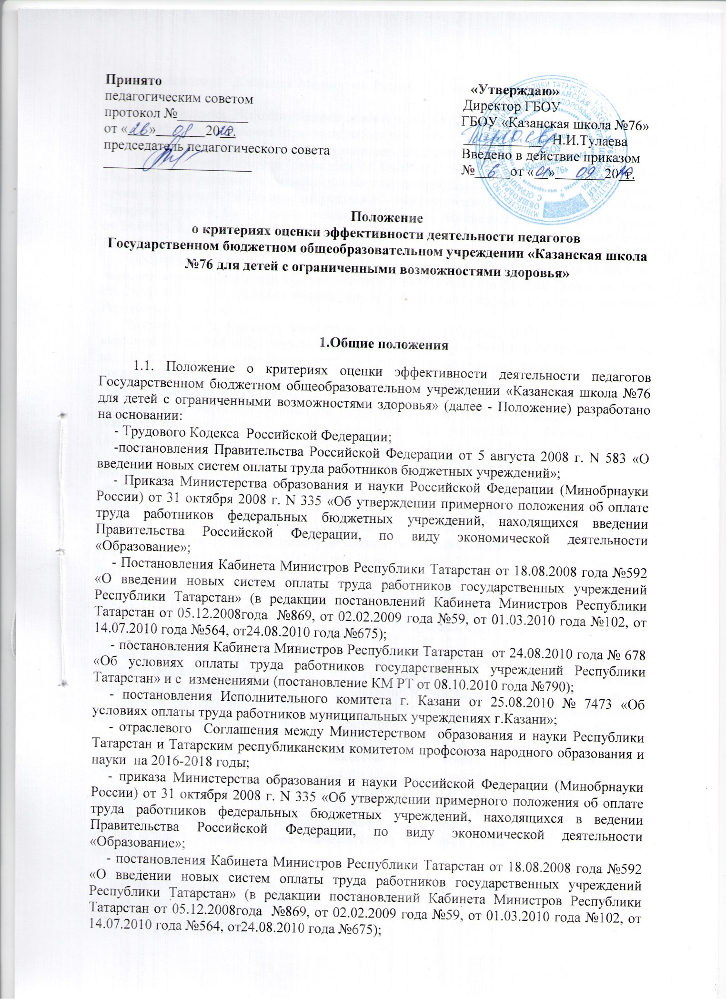 Принято
педагогическим советом
протокол №__________
от «26»_______08____20 г.
председатель педагогического совета
_____________________
«Утверждаю»
Директор ГБОУ
ГБОУ «Казанская школа №76»
_____________Н.И.Тулаева
Введено в действие приказом
№__6__от «01»___09___20 г.
Положение
о критериях оценки эффективности деятельности педагогов
Государственном бюджетном общеобразовательном учреждении «Казанская школа
№76 для детей с ограниченными возможностями здоровья»
1.Общие положения
1.1. Положение о критериях оценки эффективности деятельности педагогов
Государственном бюджетном общеобразовательном учреждении «Казанская школа №76
для детей с ограниченными возможностями здоровья» (далее - Положение) разработано
на основании:
- Трудового Кодекса Российской Федерации;
-постановления Правительства Российской Федерации от 5 августа 2008 г. N 583 «О
введении новых систем оплаты труда работников бюджетных учреждений»;
- Приказа Министерства образования и науки Российской Федерации (Минобрнауки
России) от 31 октября 2008 г. N 335 «Об утверждении примерного положения об оплате
труда работников федеральных бюджетных учреждений, находящихся введении
Правительства Российской Федерации, по виду экономической деятельности
«Образование»;
- Постановления Кабинета Министров Республики Татарстан от 18.08.2008 года №592
«О введении новых систем оплаты труда работников государственных учреждений
Республики Татарстан» (в редакции постановлений Кабинета Министров Республики
Татарстан от 05.12.2008года №869, от 02.02.2009 года №59, от 01.03.2010 года №102, от
14.07.2010 года №564, от24.08.2010 года №675);
- постановления Кабинета Министров Республики Татарстан от 24.08.2010 года № 678
«Об условиях оплаты труда работников государственных учреждений Республики
Татарстан» и с изменениями (постановление КМ РТ от 08.10.2010 года №790);
- постановления Исполнительного комитета г. Казани от 25.08.2010 № 7473 «Об
условиях оплаты труда работников муниципальных учреждениях г.Казани»;
- отраслевого Соглашения между Министерством образования и науки Республики
Татарстан и Татарским республиканским комитетом профсоюза народного образования и
науки на 2016-2018 годы;
- приказа Министерства образования и науки Российской Федерации (Минобрнауки
России) от 31 октября 2008 г. N 335 «Об утверждении примерного положения об оплате
труда работников федеральных бюджетных учреждений, находящихся в ведении
Правительства Российской Федерации, по виду экономической деятельности
«Образование»;
- постановления Кабинета Министров Республики Татарстан от 18.08.2008 года №592
«О введении новых систем оплаты труда работников государственных учреждений
Республики Татарстан» (в редакции постановлений Кабинета Министров Республики
Татарстан от 05.12.2008года №869, от 02.02.2009 года №59, от 01.03.2010 года №102, от
14.07.2010 года №564, от24.08.2010 года №675);